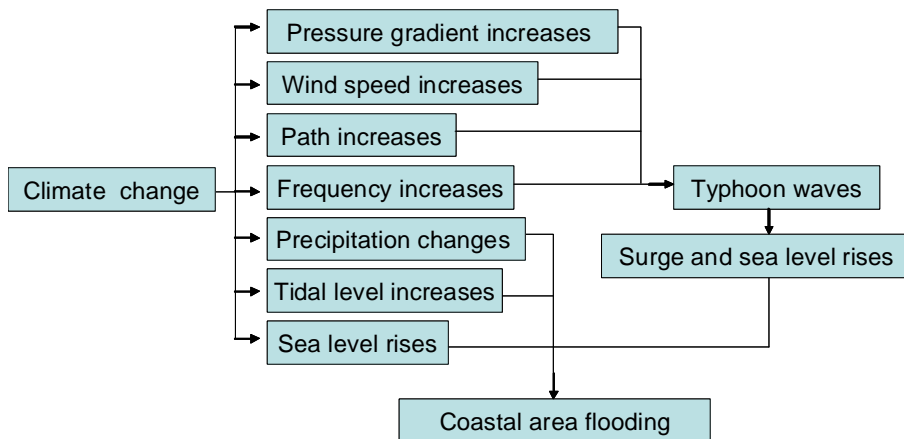 Pressure gradient increases
Wind speed increases
Path increases
Climate change
Frequency increases
Typhoon waves
Precipitation changes
Surge and sea level rises
Tidal level increases
Sea level rises
Coastal area flooding